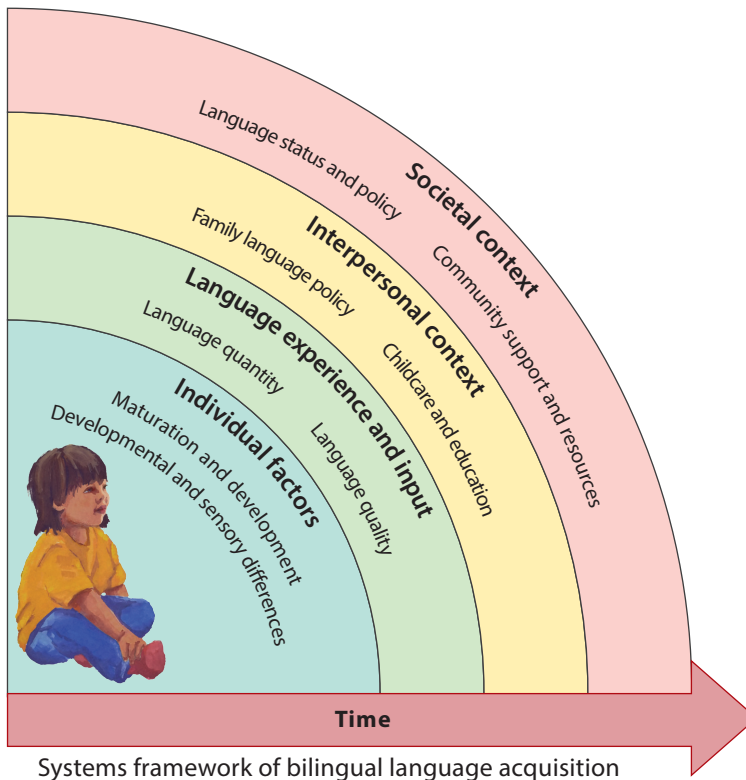 Societal context
Language status and policy
Community support and resources
Interpersonal context
Family language policy
Childcare and education
Language experience and input
Language quantity
Language quality
Individual factors
Maturation and development
Developmental and sensory differences
Time
Systems framework of bilingual language acquisition